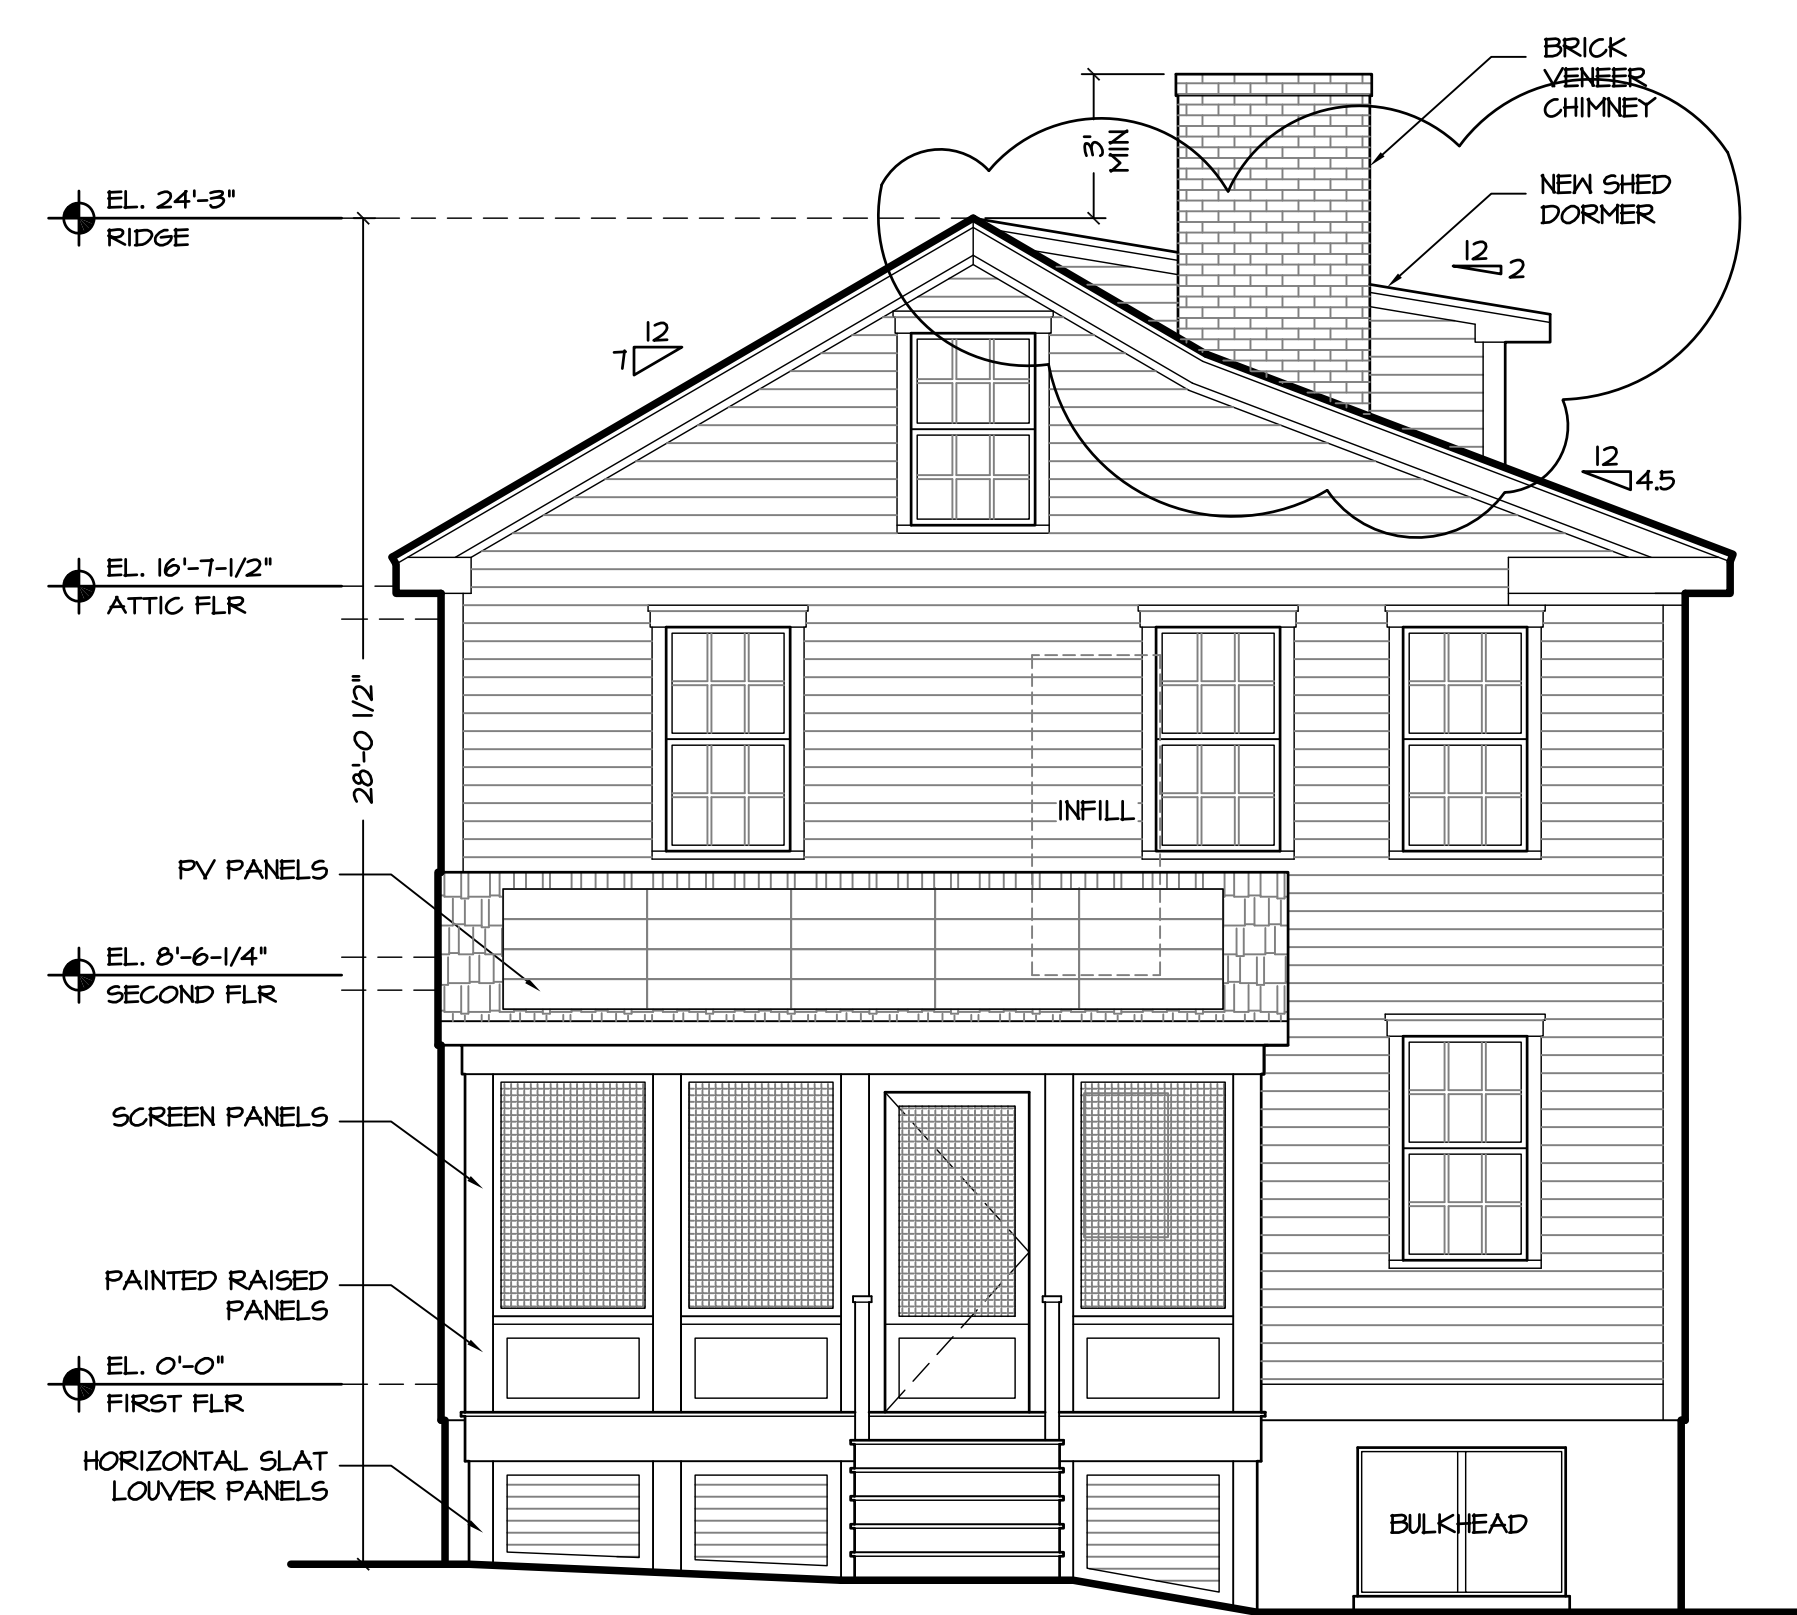 BRICK
VENEER
CHIMNEY
3'
MIN
EL. 24'-3"
RIDGE
NEW SHED
DORMER
12
2
12
7
12
4.5
EL. 16'-7-1/2"
ATTIC FLR
28'-0 1/2"
INFILL
PV PANELS
EL. 8'-6-1/4"
SECOND FLR
SCREEN PANELS
PAINTED RAISED
PANELS
EL. 0'-0"
FIRST FLR
HORIZONTAL SLAT
LOUVER PANELS
BULKHEAD